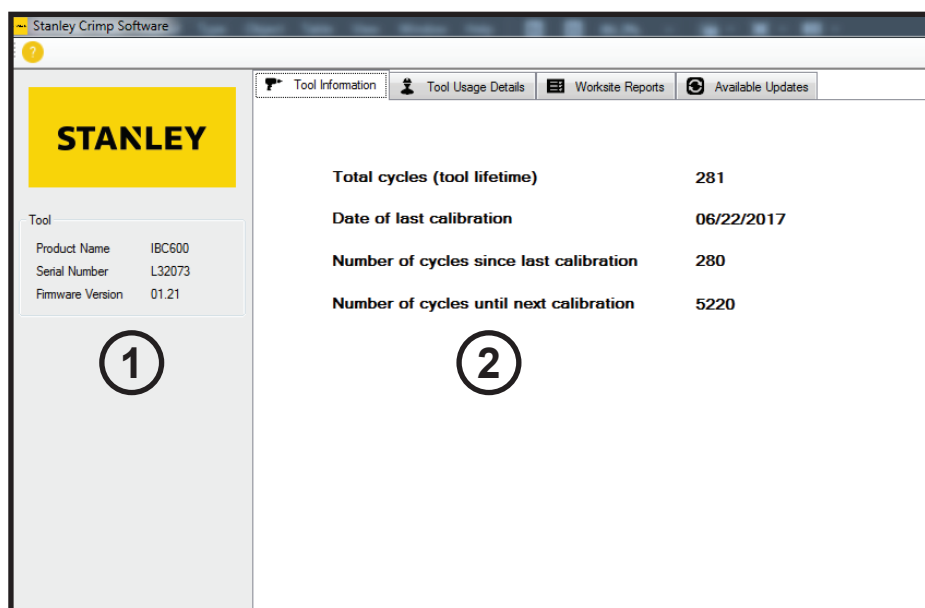 Stanley Crimp Software
?
Tool Information Tool Usage Details Worksite Reports Available Updates
STANLEY
Tool
Product Name IBC600
Serial Number L32073
Firmware Version 01.21
1
Total cycles (tool lifetime) 281
Date of last calibration 06/22/2017
Number of cycles since last calibration 280
Number of cycles until next calibration 5220
2